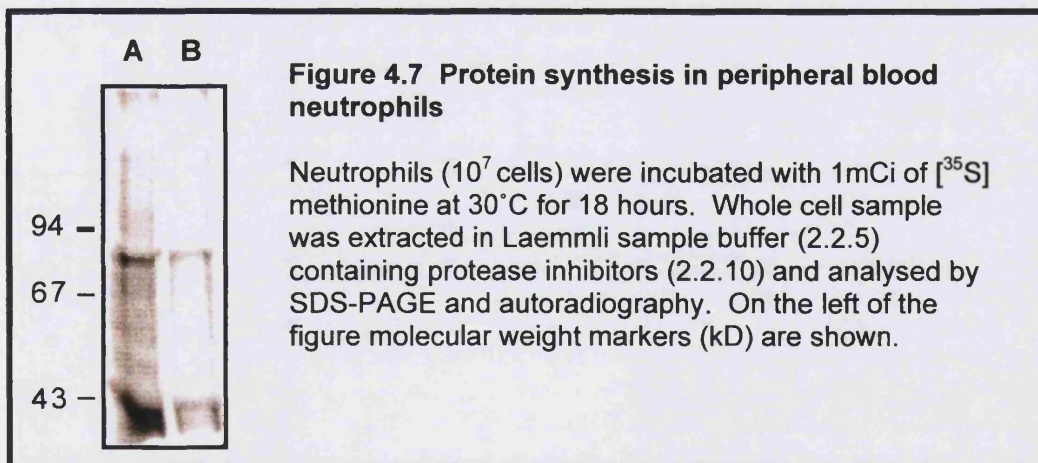 A B
Figure 4.7 Protein synthesis in peripheral blood
neutrophils
Neutrophils (10⁷ cells) were incubated with 1mCi of [³⁵S]
methionine at 30°C for 18 hours. Whole cell sample
was extracted in Laemmli sample buffer (2.2.5)
containing protease inhibitors (2.2.10) and analysed by
SDS-PAGE and autoradiography. On the left of the
figure molecular weight markers (kD) are shown.
94
67
43